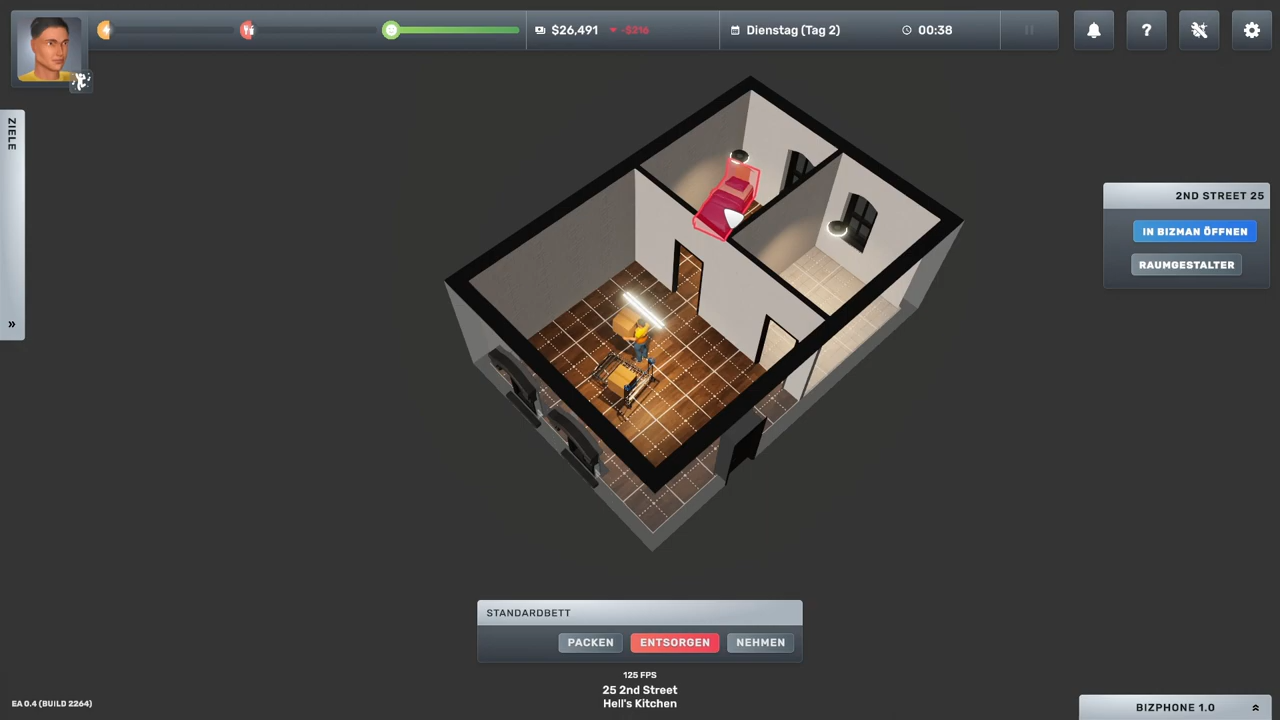 $26,491
-$216
Dienstag (Tag 2)
00:38
?
ZIELE
»
2ND STREET 25
IN BIZMAN ÖFFNEN
RAUMGESTALTER
STANDARDBETT
PACKEN
ENTSORGEN
NEHMEN
125 FPS
25 2nd Street
Hell's Kitchen
EA 0.4 (BUILD 2264)
BIZPHONE 1.0